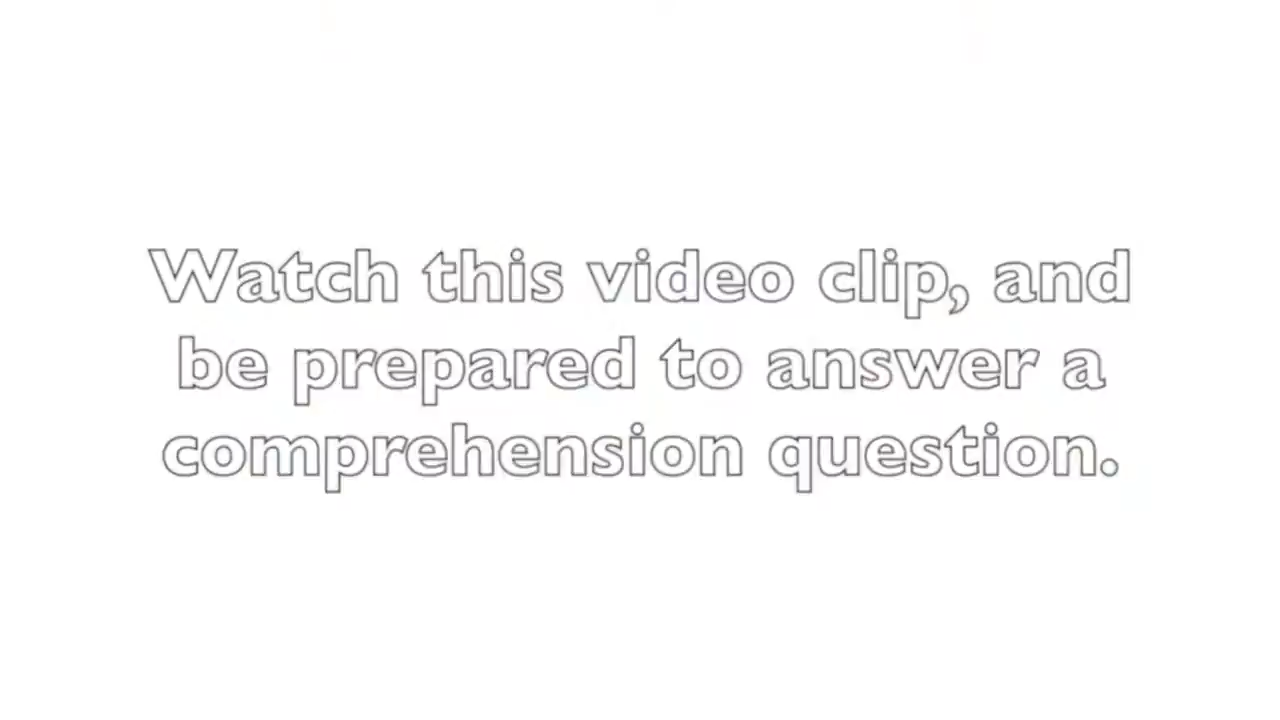 Watch this video clip, and
be prepared to answer a
comprehension question.